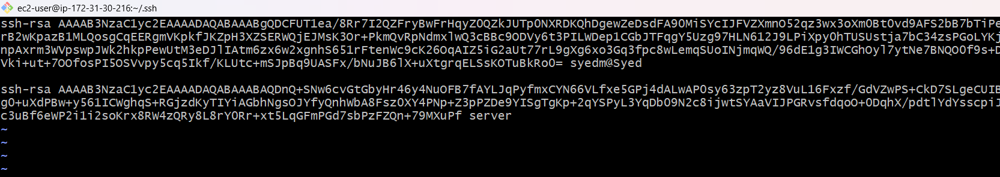 ec2-user@ip-172-31-30-216:~/.ssh
ssh-rsa AAAAB3NzaC1yc2EAAAADAQABAAABgQDCFUT1ea/8Rr7I2QZFryBwFrHqyZOQZkJUTpONXRDKQhDgewZeDsdFA9OMiSYcIJFVZXmnO52qz3wx3oXmOBtOvd9AFS2bB7bTiPe
rB2wKpazB1MLQosgCqEERgmVKpkfJKZpH3XZSERWQjEJMsK3Or+PkmQvRpNdmxlwQ3cBBc9ODVy6t3PILWDep1CGbJTFqgY5Uzg97HLN612J9LPiXpyOhTUSUstja7bC34zsPGoLYKj
npAxrm3WVpswpJWk2hkpPewUtM3eDJlIAtm6zx6w2xgnhS651rFtenWc9cK26OqAIZ5iG2aUt77rL9gXg6xo3Gq3fpc8wLemqSUoINjmqWQ/96dE1g3IWCGhOyl7ytNe7BNQOOf9s+D
Vki+ut+7OOfosPI5OSVvpy5cq5Ikf/KLUtc+mSJpBq9UASFx/bNuJB6lX+uXtgrqELSsKOTuBkRoO= syedm@Syed
ssh-rsa AAAAB3NzaC1yc2EAAAADAQABAAABAQDnQ+SNw6cvGtGbyHr46y4NuOFB7fAYLJqPyfmxCYN66VLfxe5GPj4dALwAPOsy63zpT2yz8VuL16Fxzf/GdVZwPS+CkD7SLgeCUIB
gO+uXdPBw+y561ICWghqS+RGjzdKyTIYiAGbhNgsOJYfyQnhWbA8FszOXY4PNp+Z3pPZDe9YISgTgKp+2qYSPyL3YqDbO9N2c8ijwtSYAaVIJPGRvsfdqoO+ODqhX/pdtlYdYsscpiJ
c3uBf6eWP2i1i2soKrx8RW4zQRy8L8rYORr+xt5LqGFmPGd7sbPzFZQn+79MXuPf server
~
~
~
~